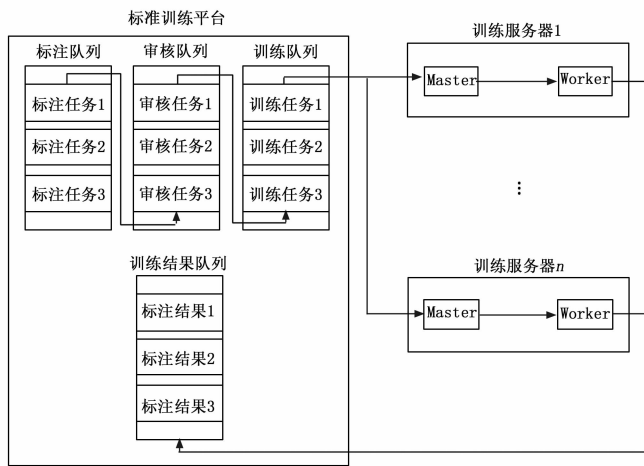 标准训练平台
标注队列 审核队列 训练队列
标注任务1 审核任务1 训练任务1
标注任务2 审核任务2 训练任务2
标注任务3 审核任务3 训练任务3
训练结果队列
标注结果1
标注结果2
标注结果3
训练服务器1
Master Worker
⋮
训练服务器n
Master Worker